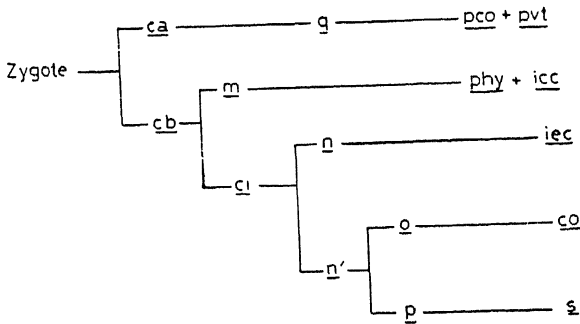 ca g pco + pvt
Zygote
m phy + icc
cb
n iec
ci
o co
n'
p s